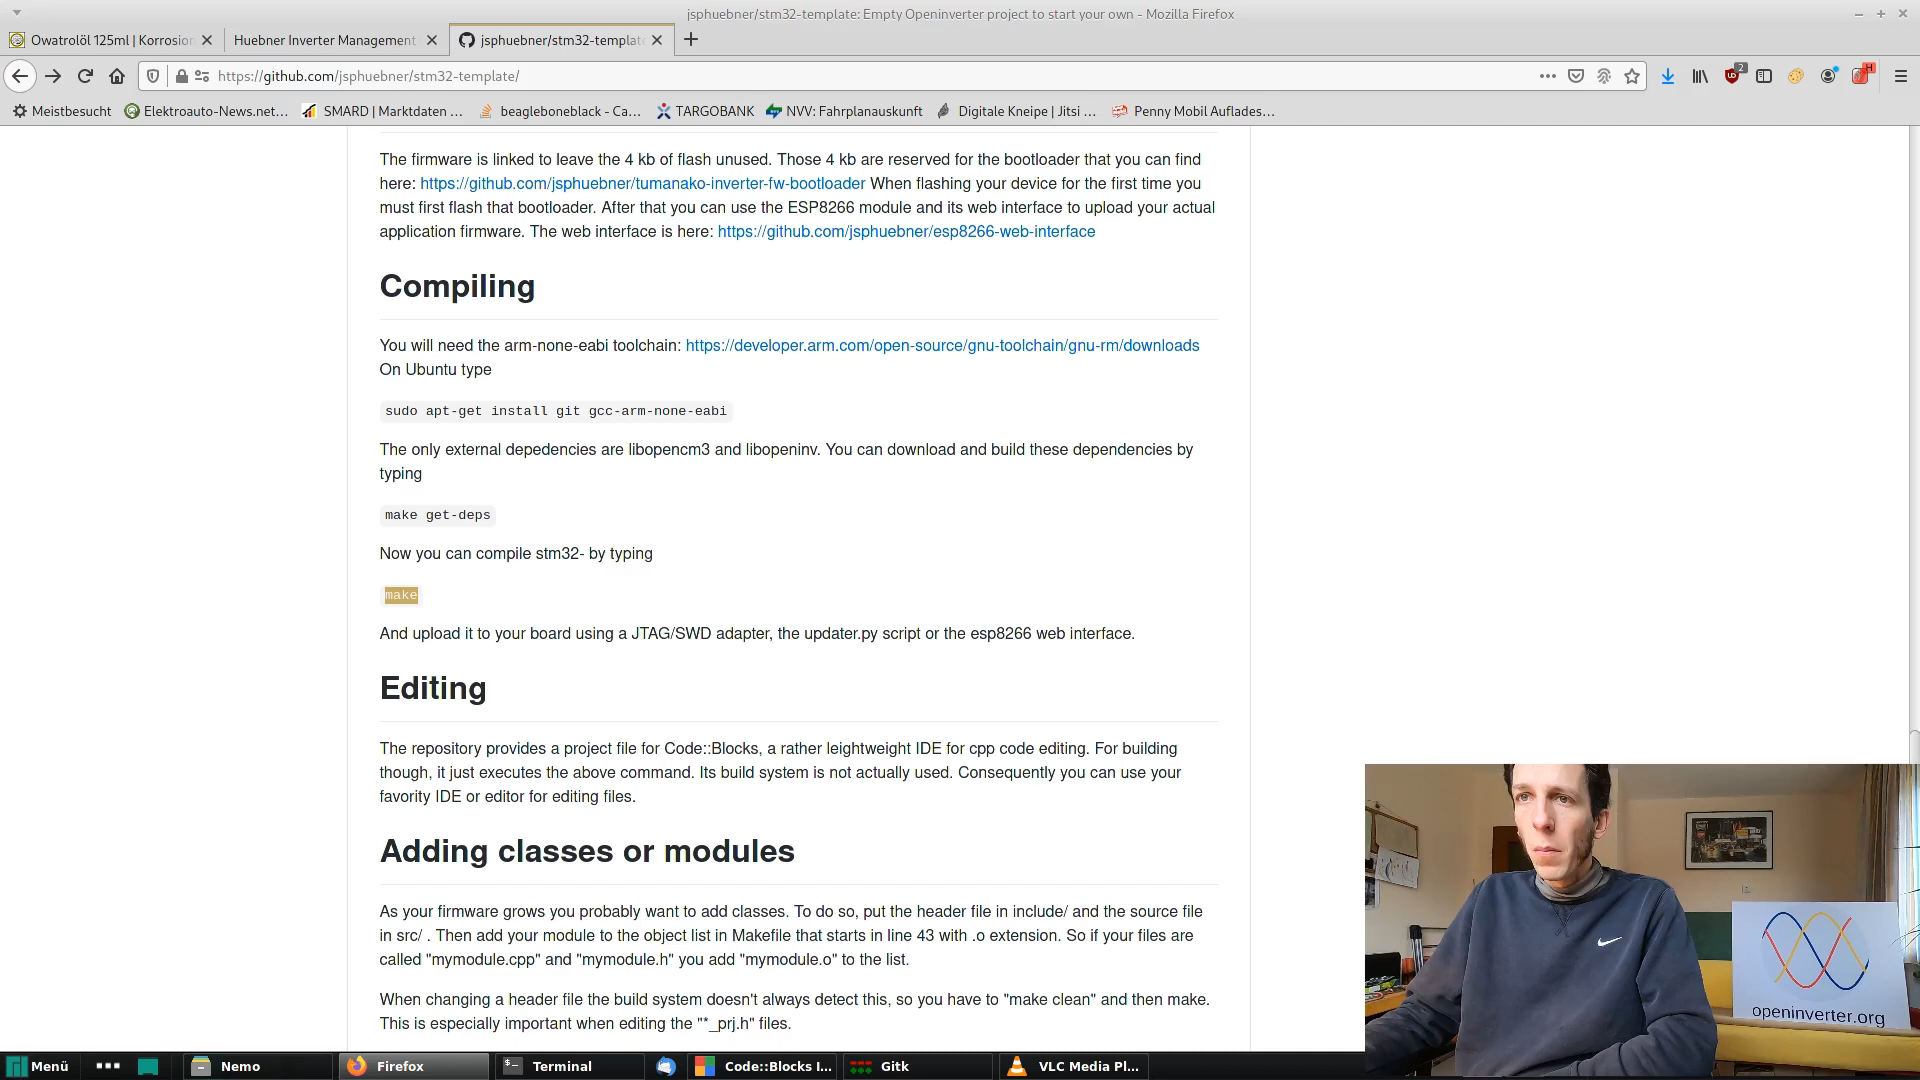 jsphuebner/stm32-template: Empty Openinverter project to start your own - Mozilla Firefox
Owatrolöl 125ml | Korrosion
Huebner Inverter Management
jsphuebner/stm32-template
https://github.com/jsphuebner/stm32-template/
2
H
Meistbesucht
Elektroauto-News.net...
SMARD | Marktdaten ...
beagleboneblack - Ca...
TARGOBANK
NVV: Fahrplanauskunft
Digitale Kneipe | Jitsi ...
Penny Mobil Auflades...
The firmware is linked to leave the 4 kb of flash unused. Those 4 kb are reserved for the bootloader that you can find
here: https://github.com/jsphuebner/tumanako-inverter-fw-bootloader When flashing your device for the first time you
must first flash that bootloader. After that you can use the ESP8266 module and its web interface to upload your actual
application firmware. The web interface is here: https://github.com/jsphuebner/esp8266-web-interface
Compiling
You will need the arm-none-eabi toolchain: https://developer.arm.com/open-source/gnu-toolchain/gnu-rm/downloads
On Ubuntu type
sudo apt-get install git gcc-arm-none-eabi
The only external depedencies are libopencm3 and libopeninv. You can download and build these dependencies by
typing
make get-deps
Now you can compile stm32- by typing
make
And upload it to your board using a JTAG/SWD adapter, the updater.py script or the esp8266 web interface.
Editing
The repository provides a project file for Code::Blocks, a rather leightweight IDE for cpp code editing. For building
though, it just executes the above command. Its build system is not actually used. Consequently you can use your
favority IDE or editor for editing files.
Adding classes or modules
As your firmware grows you probably want to add classes. To do so, put the header file in include/ and the source file
in src/ . Then add your module to the object list in Makefile that starts in line 43 with .o extension. So if your files are
called "mymodule.cpp" and "mymodule.h" you add "mymodule.o" to the list.
When changing a header file the build system doesn't always detect this, so you have to "make clean" and then make.
This is especially important when editing the "*_prj.h" files.
openinverter.org
Menü
Nemo
Firefox
Terminal
Code::Blocks I...
Gitk
VLC Media Pl...